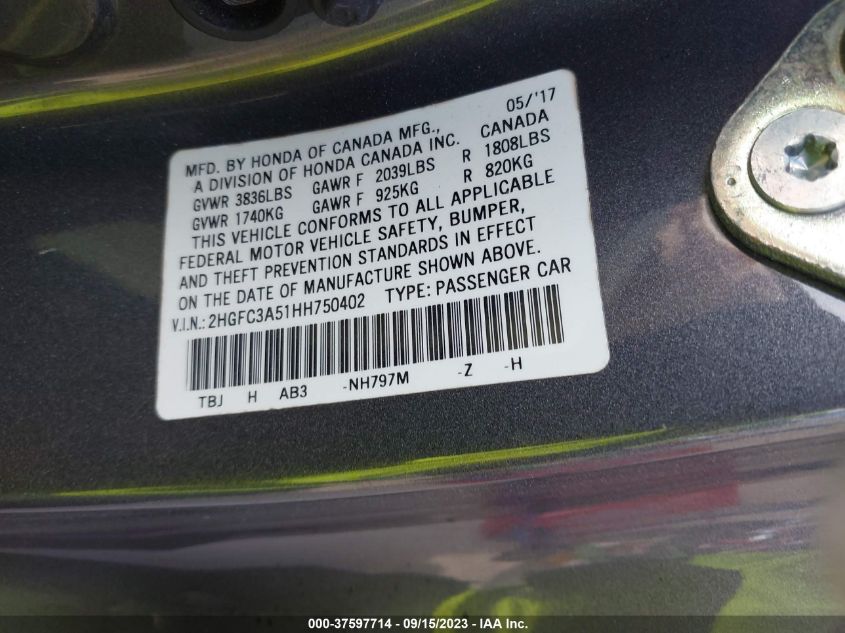 05/'17
MFD. BY HONDA OF CANADA MFG.,
A DIVISION OF HONDA CANADA INC. CANADA
GVWR 3836LBS GAWR F 2039LBS R 1808LBS
GVWR 1740KG GAWR F 925KG R 820KG
THIS VEHICLE CONFORMS TO ALL APPLICABLE
FEDERAL MOTOR VEHICLE SAFETY, BUMPER,
AND THEFT PREVENTION STANDARDS IN EFFECT
ON THE DATE OF MANUFACTURE SHOWN ABOVE.
V.I.N.: 2HGFC3A51HH750402 TYPE: PASSENGER CAR
TBJ H AB3 -NH797M -Z -H
000-37597714 - 09/15/2023 - IAA Inc.